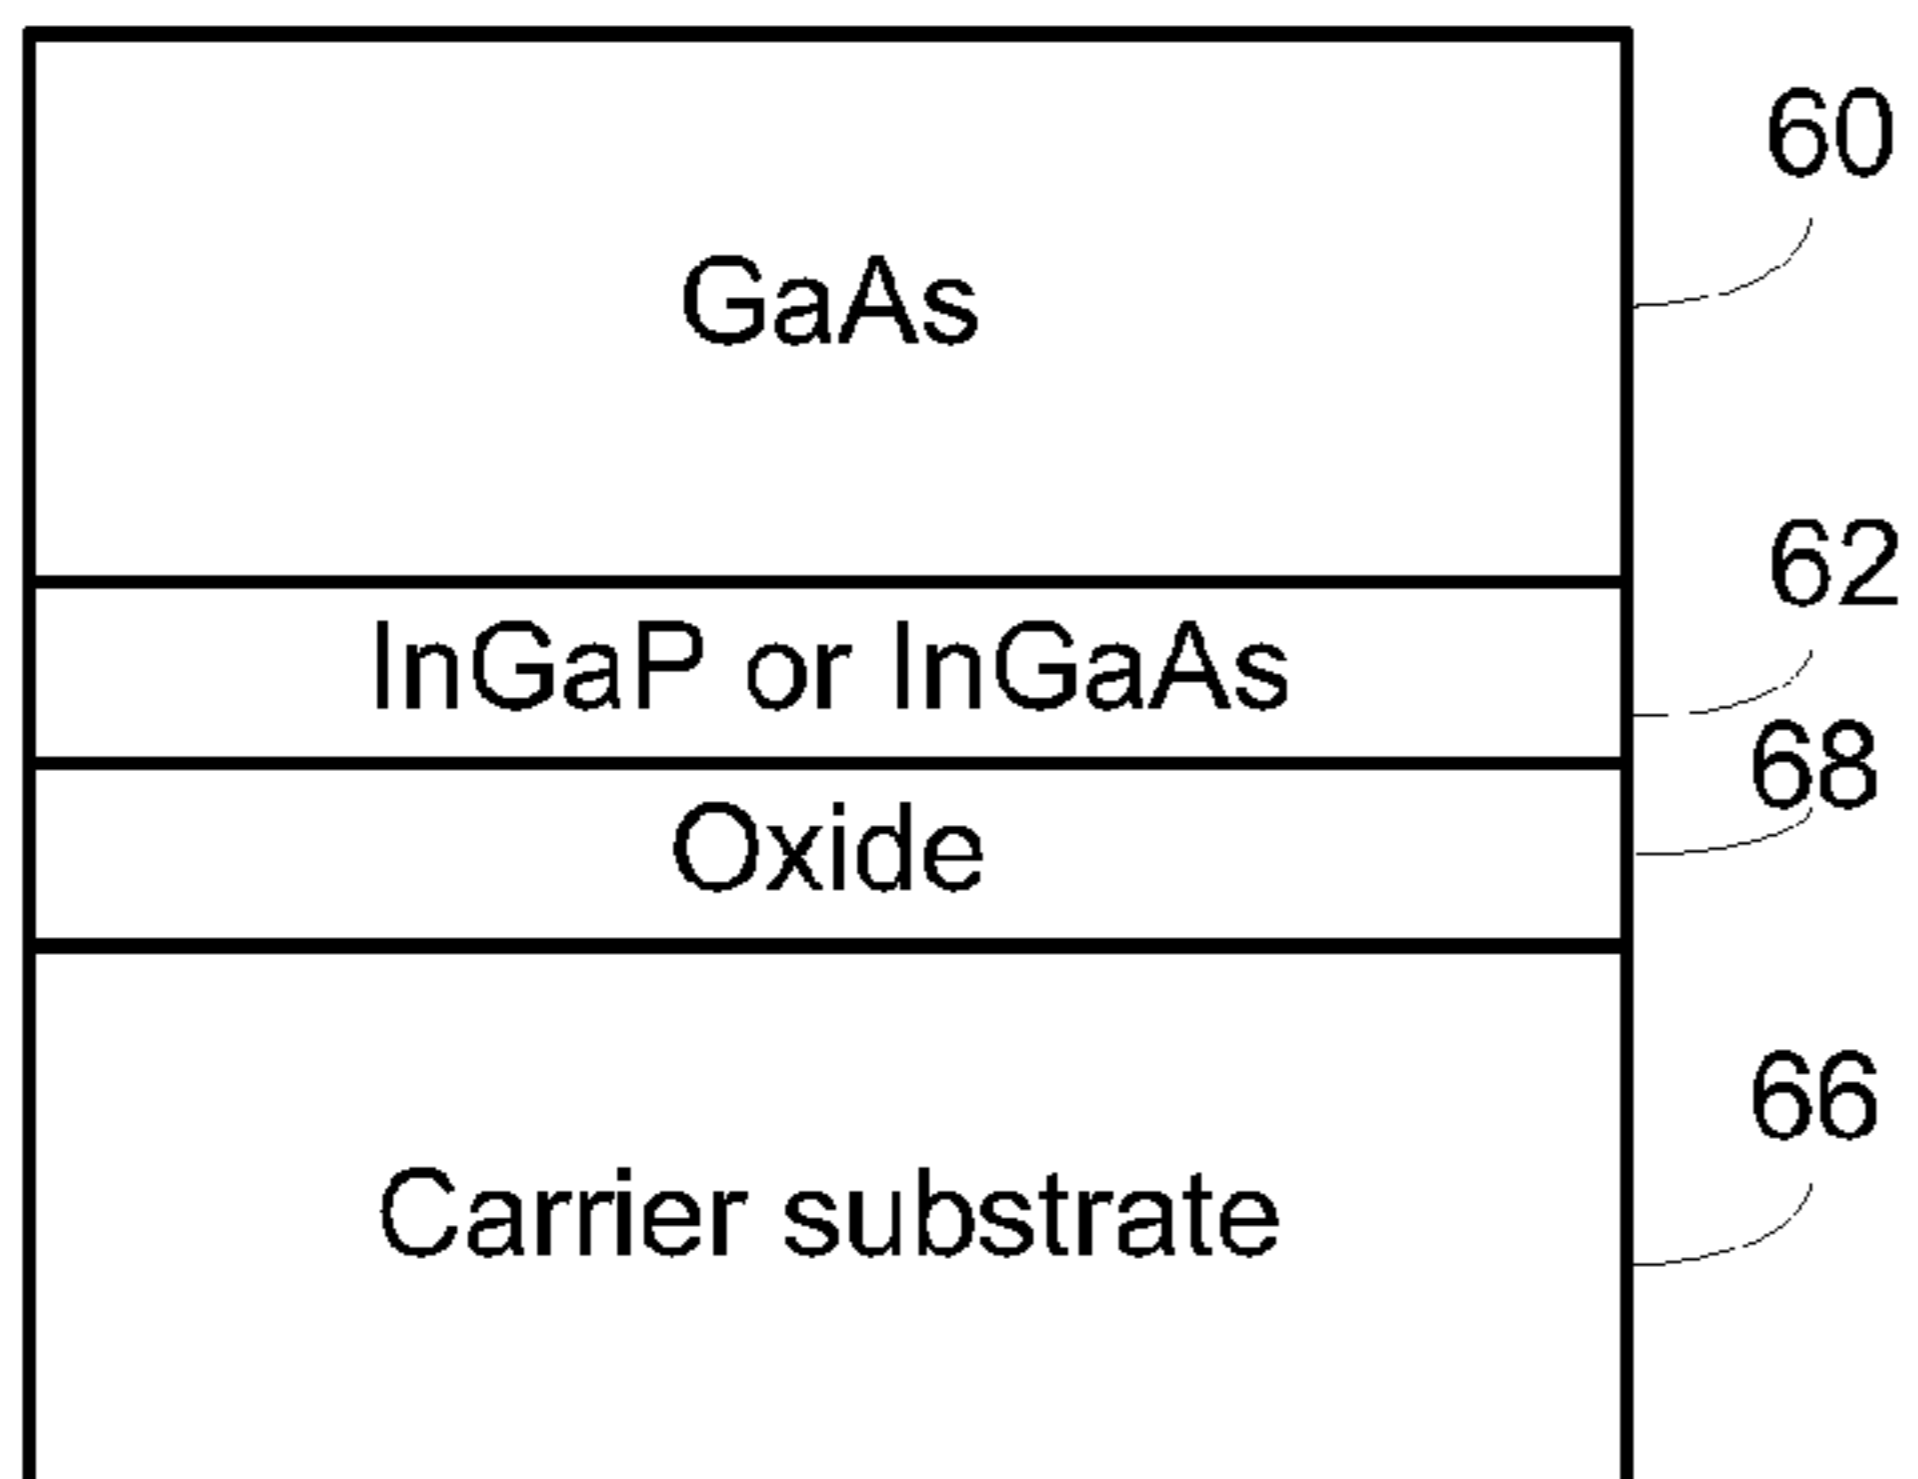 60
GaAs
62
InGaP or InGaAs
68
Oxide
66
Carrier substrate